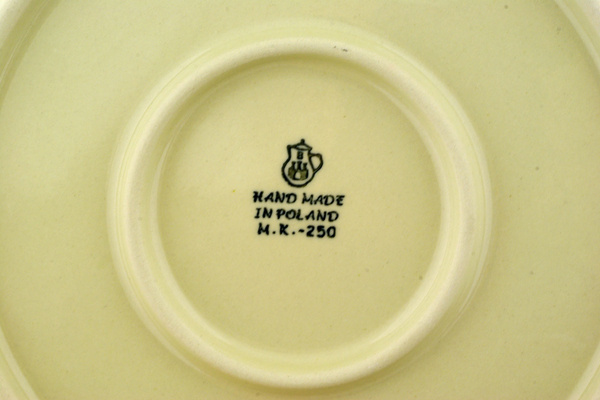 B
HAND MADE
IN POLAND
M.K.-250